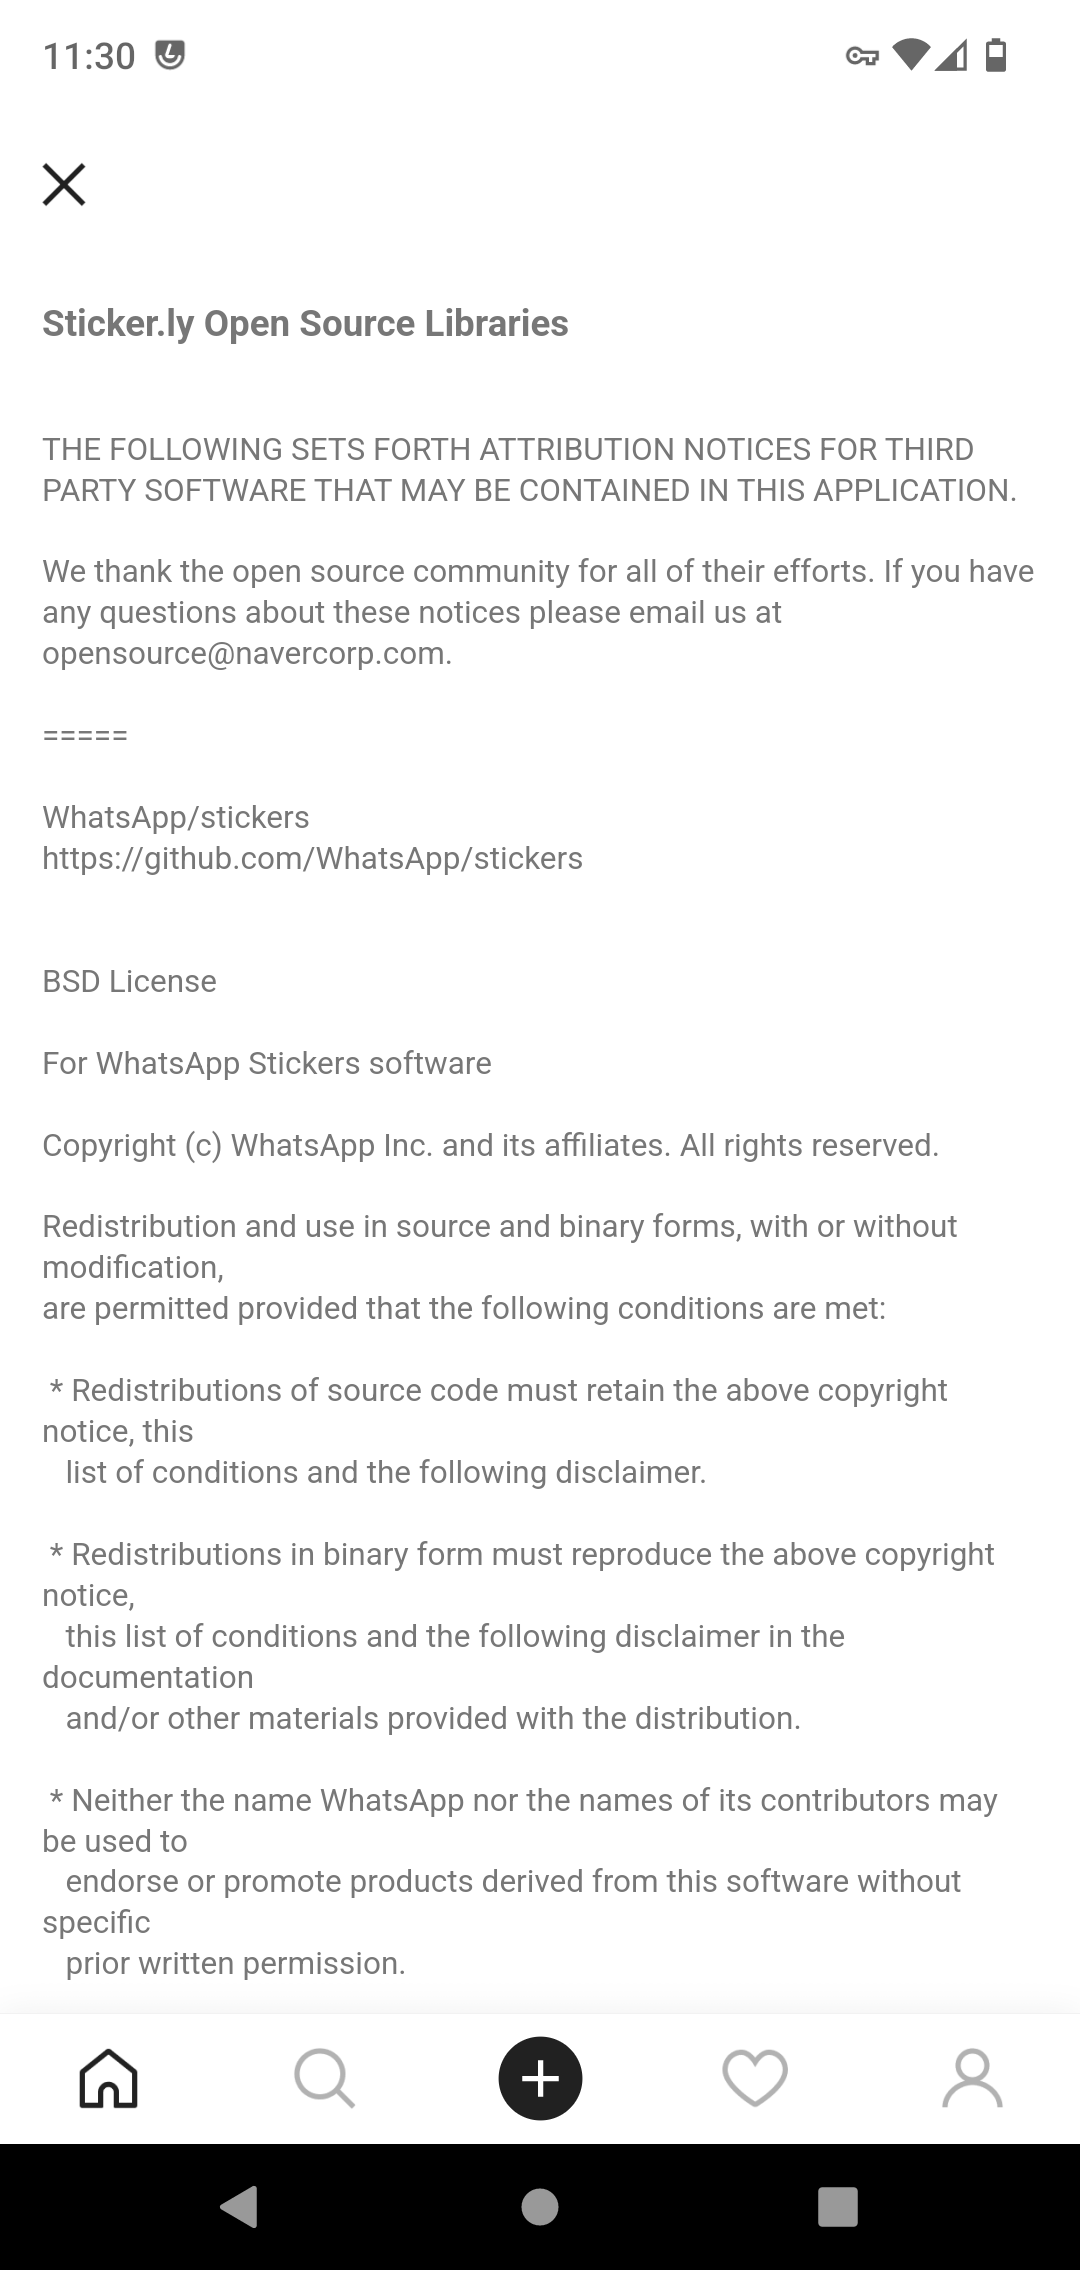 11:30
Sticker.ly Open Source Libraries
THE FOLLOWING SETS FORTH ATTRIBUTION NOTICES FOR THIRD
PARTY SOFTWARE THAT MAY BE CONTAINED IN THIS APPLICATION.
We thank the open source community for all of their efforts. If you have
any questions about these notices please email us at
opensource@navercorp.com.
=====
WhatsApp/stickers
https://github.com/WhatsApp/stickers
BSD License
For WhatsApp Stickers software
Copyright (c) WhatsApp Inc. and its affiliates. All rights reserved.
Redistribution and use in source and binary forms, with or without
modification,
are permitted provided that the following conditions are met:
* Redistributions of source code must retain the above copyright
notice, this
list of conditions and the following disclaimer.
* Redistributions in binary form must reproduce the above copyright
notice,
this list of conditions and the following disclaimer in the
documentation
and/or other materials provided with the distribution.
* Neither the name WhatsApp nor the names of its contributors may
be used to
endorse or promote products derived from this software without
specific
prior written permission.